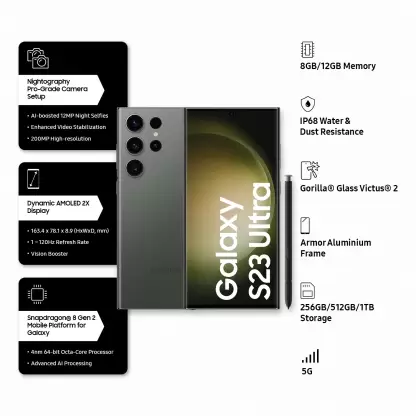 Nightography
Pro-Grade Camera
Setup
• AI-boosted 12MP Night Selfies
• Enhanced Video Stabilization
• 200MP High-resolution
Dynamic AMOLED 2X
Display
• 163.4 x 78.1 x 8.9 (HxWxD, mm)
• 1 ~ 120Hz Refresh Rate
• Vision Booster
Snapdragon® 8 Gen 2
Mobile Platform for
Galaxy
• 4nm 64-bit Octa-Core Processor
• Advanced AI Processing
Galaxy
S23 Ultra
8GB/12GB Memory
IP68 Water &
Dust Resistance
Gorilla® Glass Victus® 2
Armor Aluminium
Frame
256GB/512GB/1TB
Storage
5G